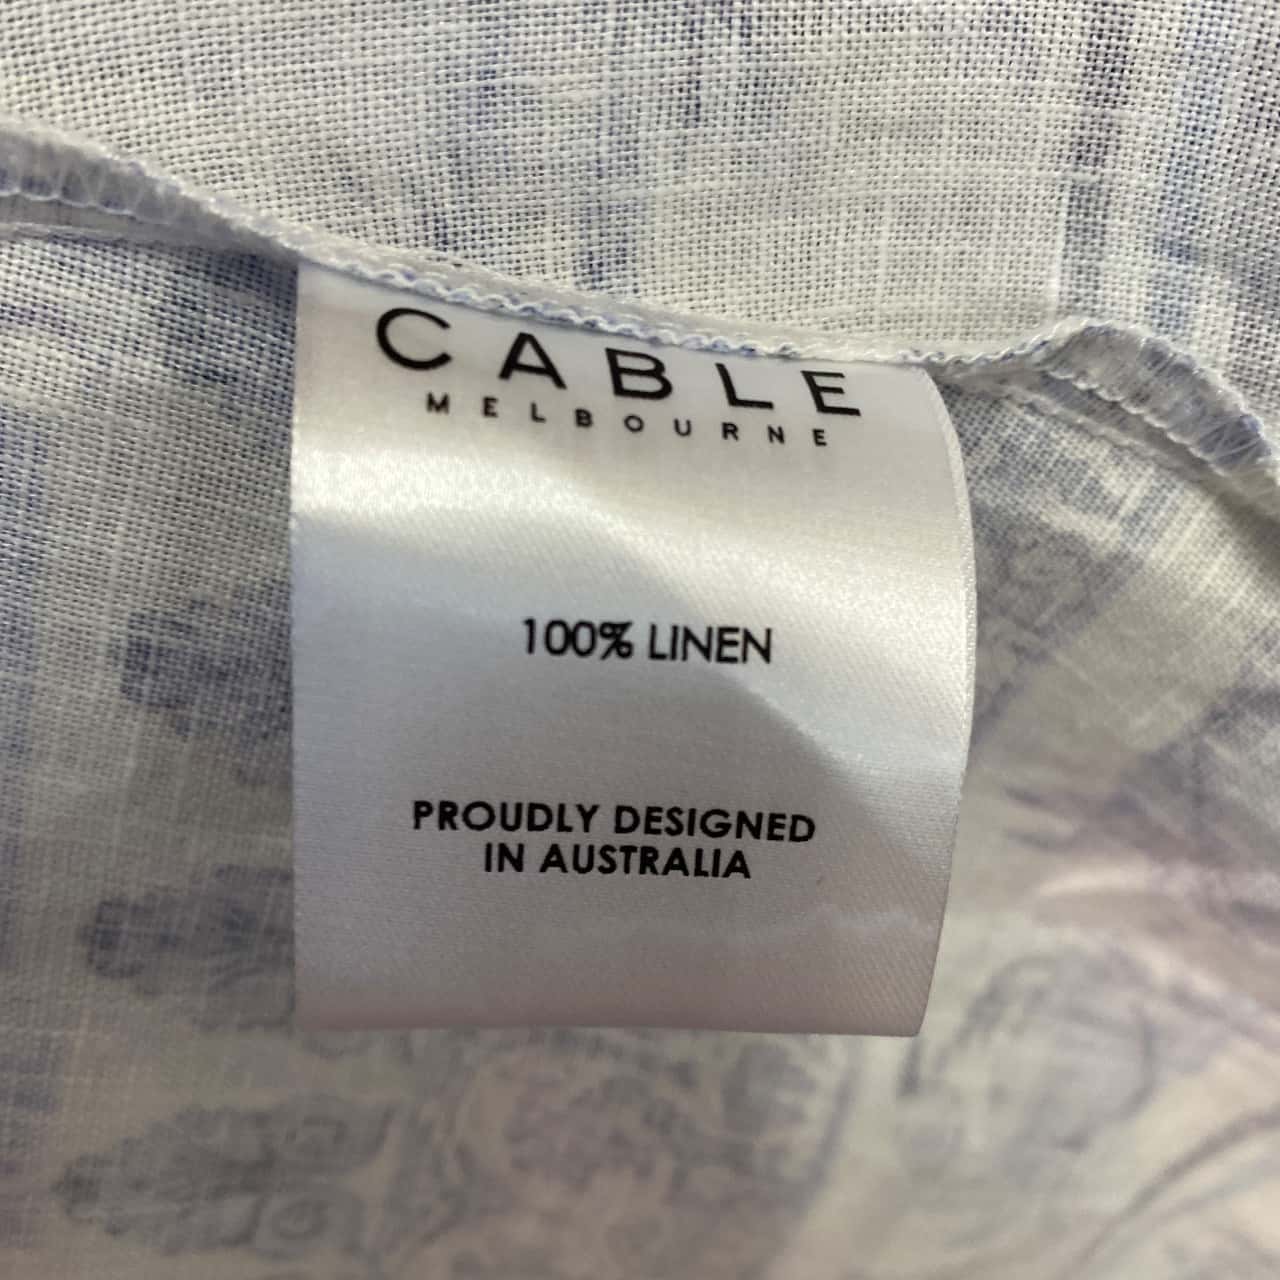 CABLE
MELBOURNE
100% LINEN
PROUDLY DESIGNED
IN AUSTRALIA